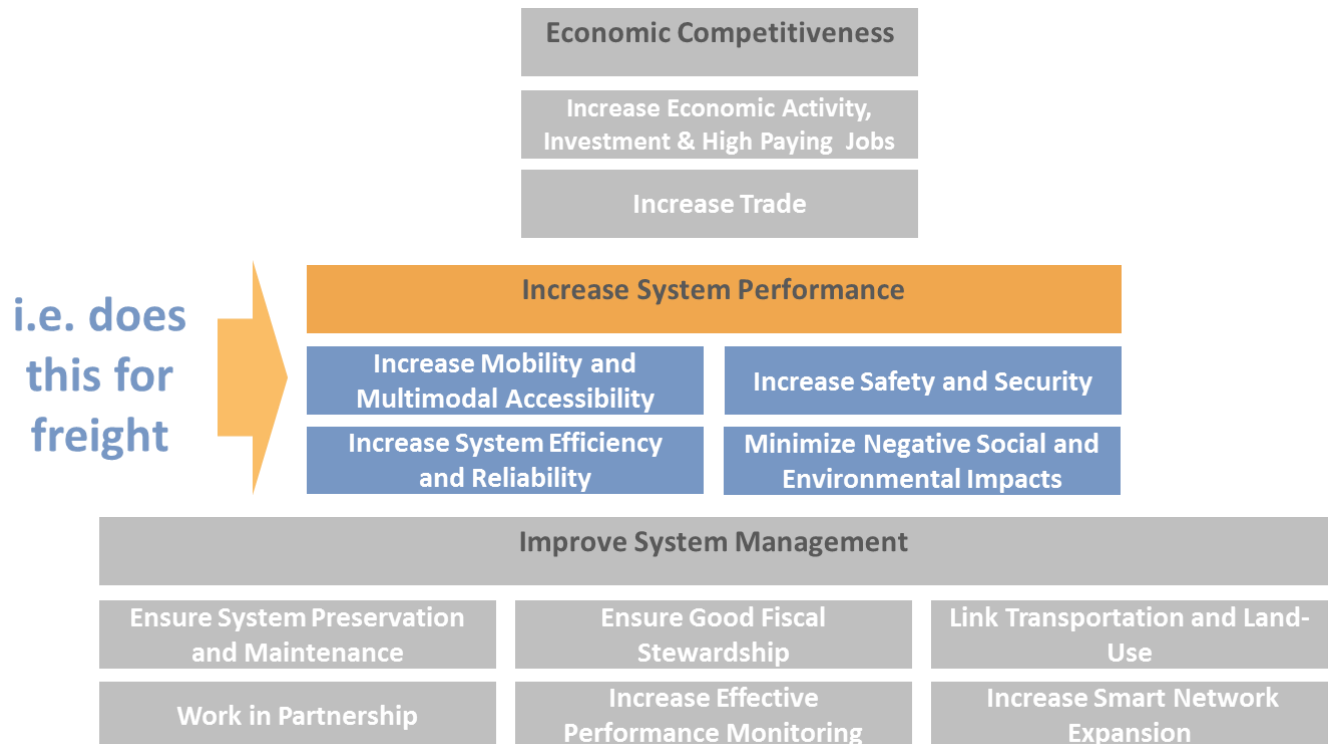 Economic Competitiveness
Increase Economic Activity,
Investment & High Paying Jobs
Increase Trade
i.e. does
this for
freight
Increase System Performance
Increase Mobility and
Multimodal Accessibility
Increase Safety and Security
Increase System Efficiency
and Reliability
Minimize Negative Social and
Environmental Impacts
Improve System Management
Ensure System Preservation
and Maintenance
Ensure Good Fiscal
Stewardship
Link Transportation and Land-
Use
Work in Partnership
Increase Effective
Performance Monitoring
Increase Smart Network
Expansion